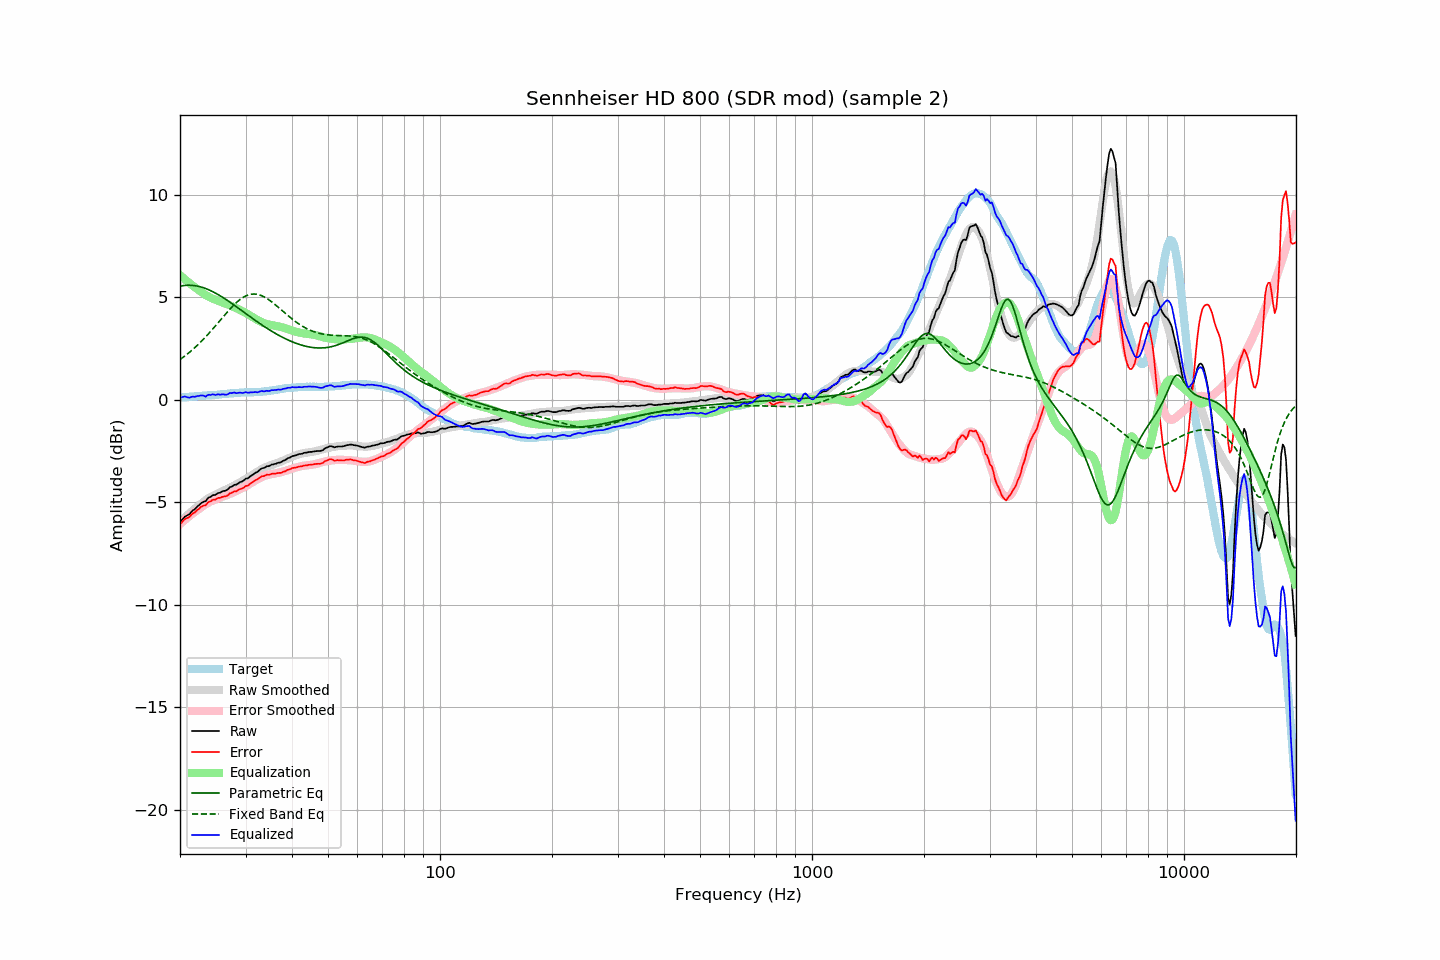 Sennheiser HD 800 (SDR mod) (sample 2)
Amplitude (dBr)
10
5
0
−5
−10
−15
−20
Target
Raw Smoothed
Error Smoothed
Raw
Error
Equalization
Parametric Eq
Fixed Band Eq
Equalized
100
1000
10000
Frequency (Hz)